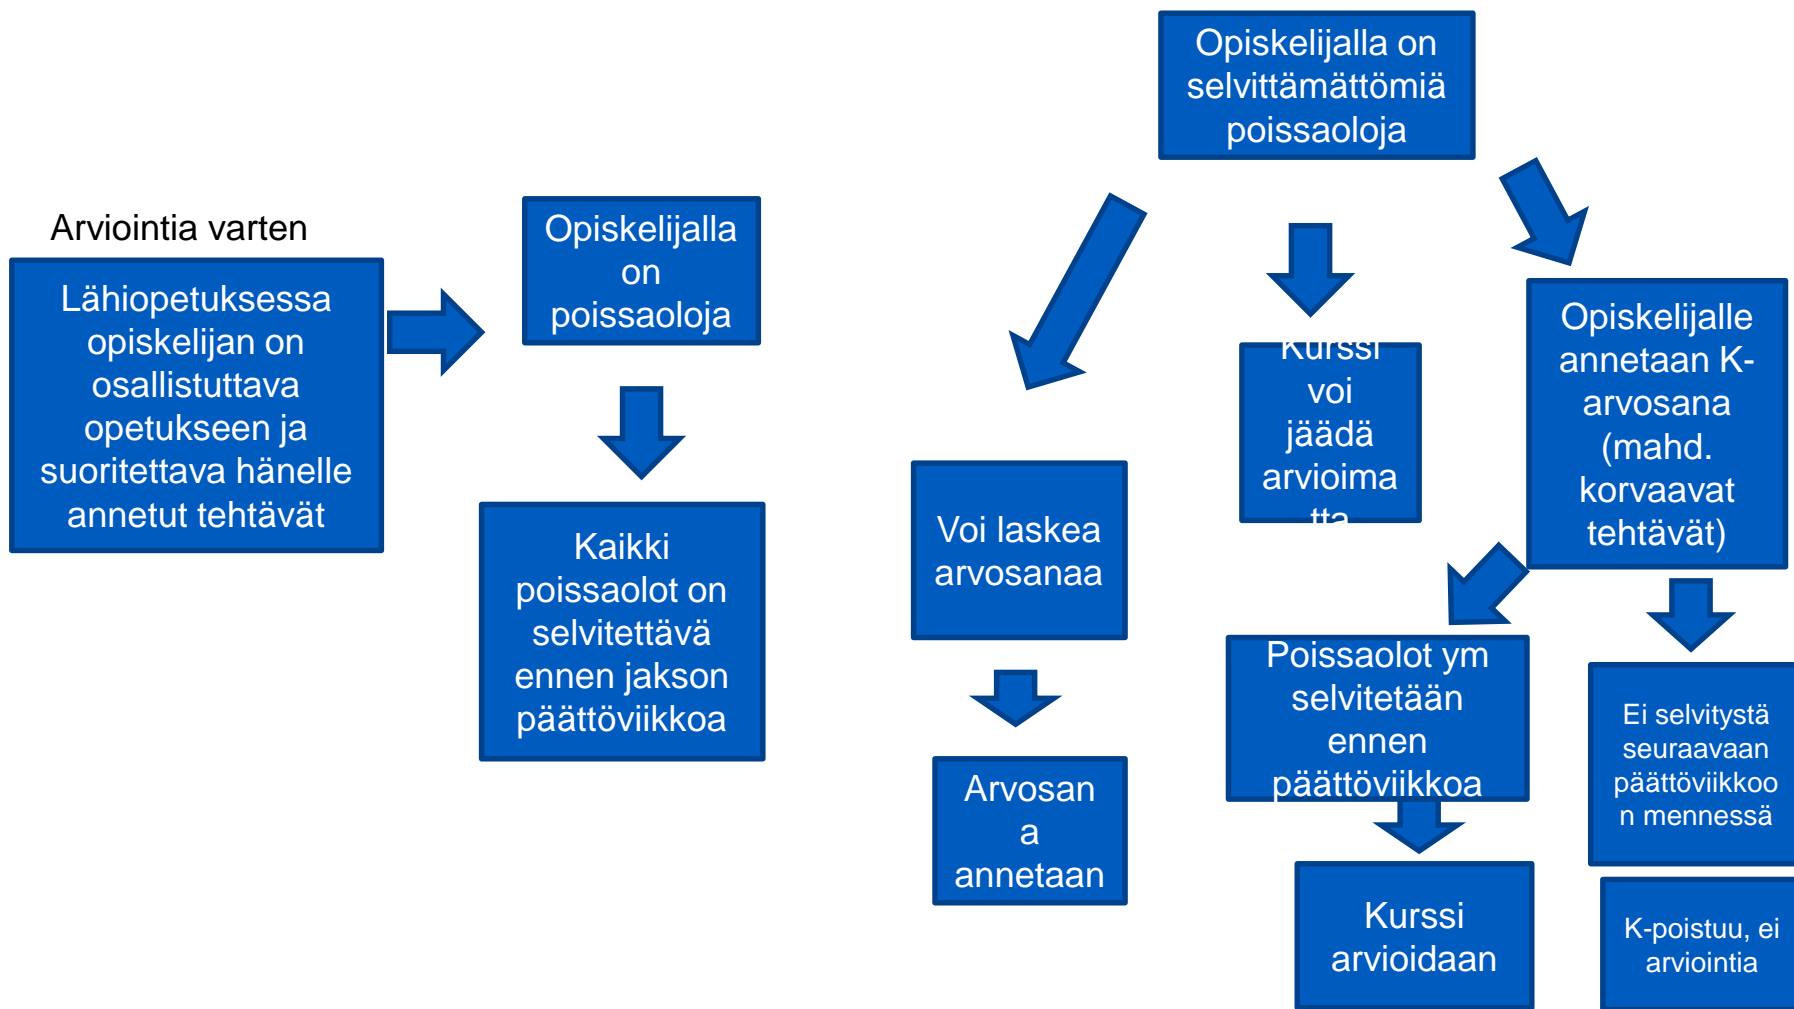 Arviointia varten
Lähiopetuksessa
opiskelijan on
osallistuttava
opetukseen ja
suoritettava hänelle
annetut tehtävät
Opiskelijalla
on
poissaoloja
Kaikki
poissaolot on
selvitettävä
ennen jakson
päättöviikkoa
Opiskelijalla on
selvittämättömiä
poissaoloja
Voi laskea
arvosanaa
Arvosan
a
annetaan
Kurssi
voi
jäädä
arvioima
tta
Opiskelijalle
annetaan K-
arvosana
(mahd.
korvaavat
tehtävät)
Poissaolot ym
selvitetään
ennen
päättöviikkoa
Kurssi
arvioidaan
Ei selvitystä
seuraavaan
päättöviikkoo
n mennessä
K-poistuu, ei
arviointia